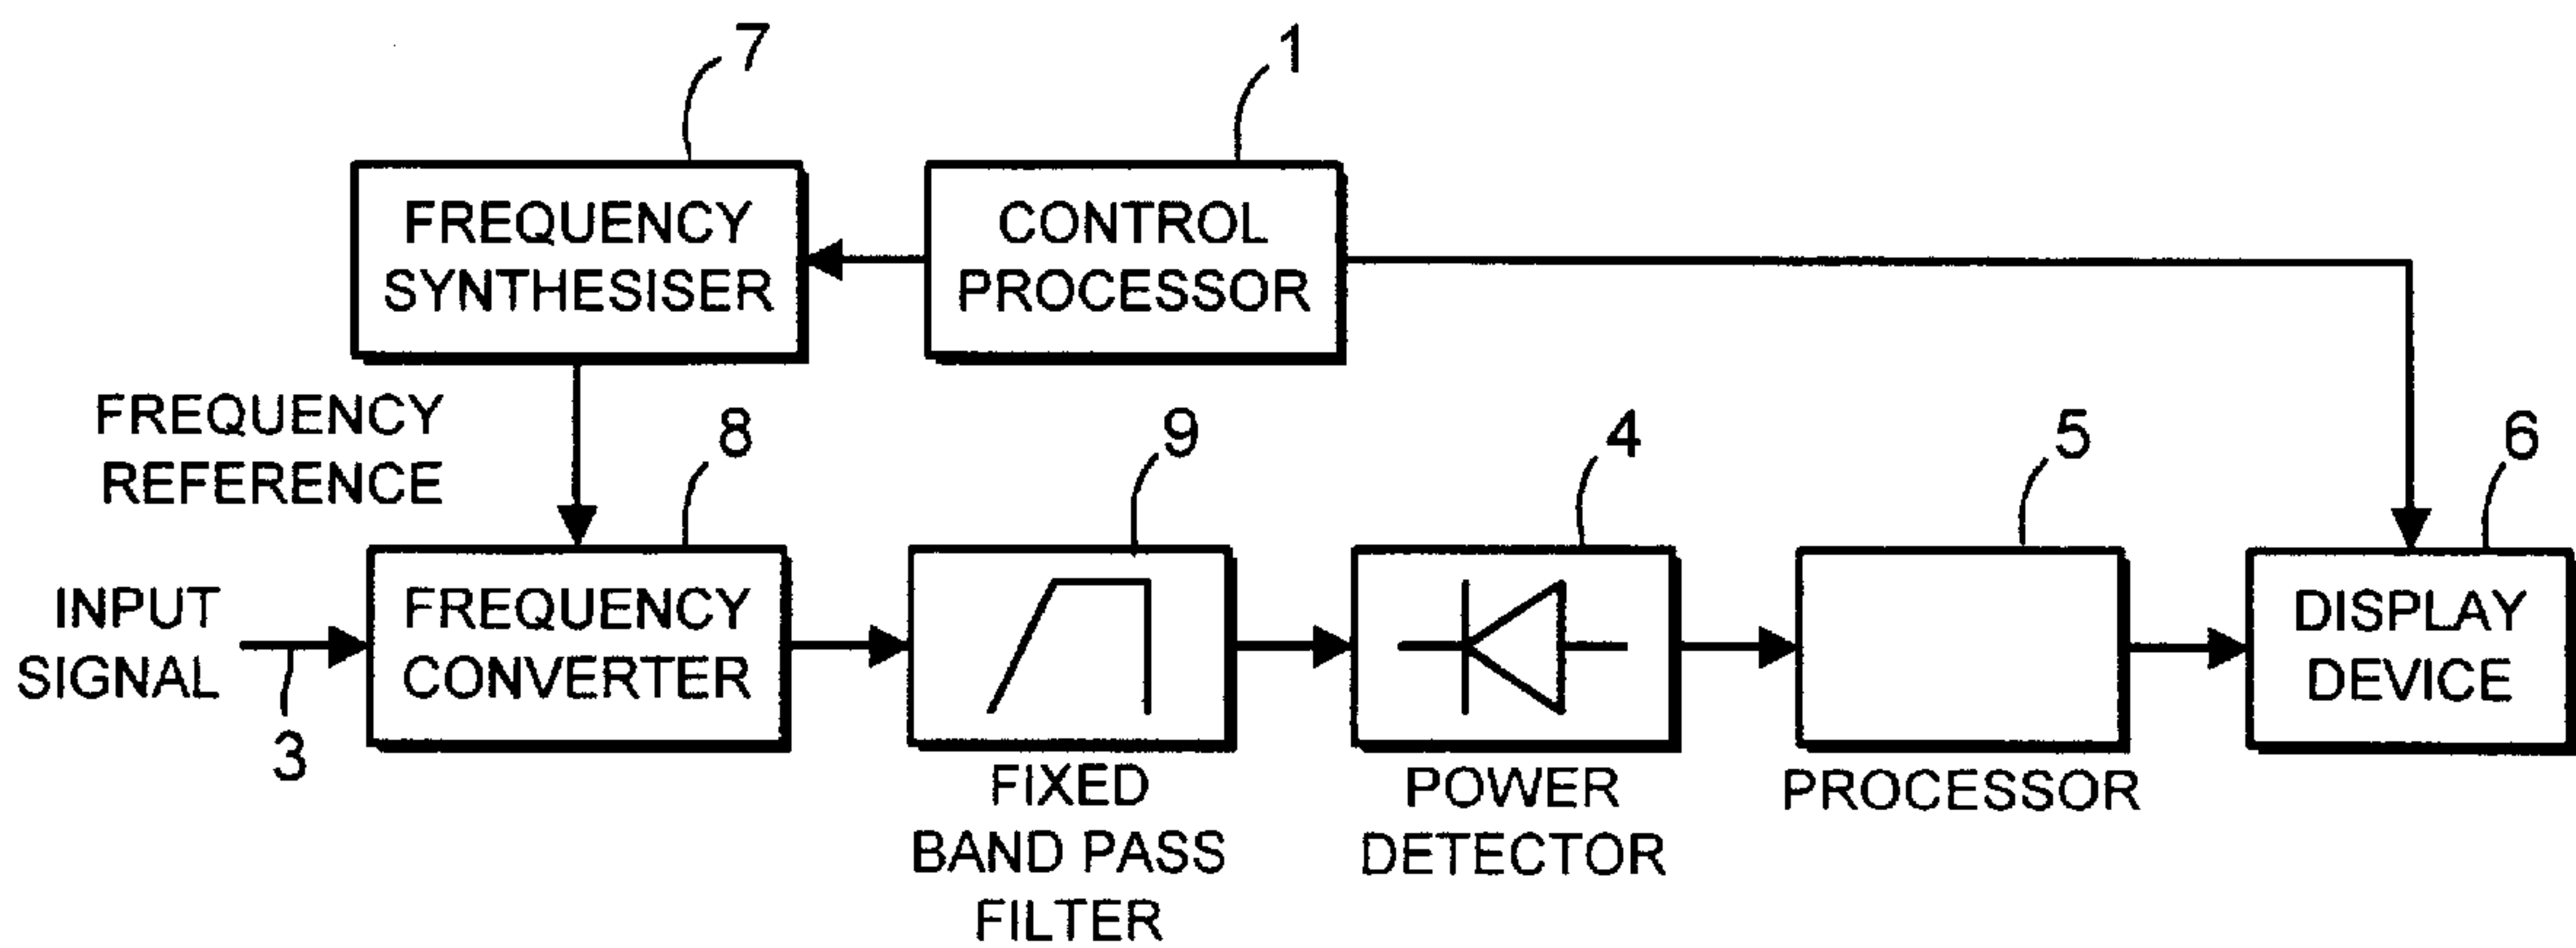 7
1
FREQUENCY
SYNTHESISER
CONTROL
PROCESSOR
FREQUENCY
REFERENCE
8
9
4
5
6
INPUT
SIGNAL
3
FREQUENCY
CONVERTER
DISPLAY
DEVICE
FIXED
BAND PASS
FILTER
POWER
DETECTOR
PROCESSOR